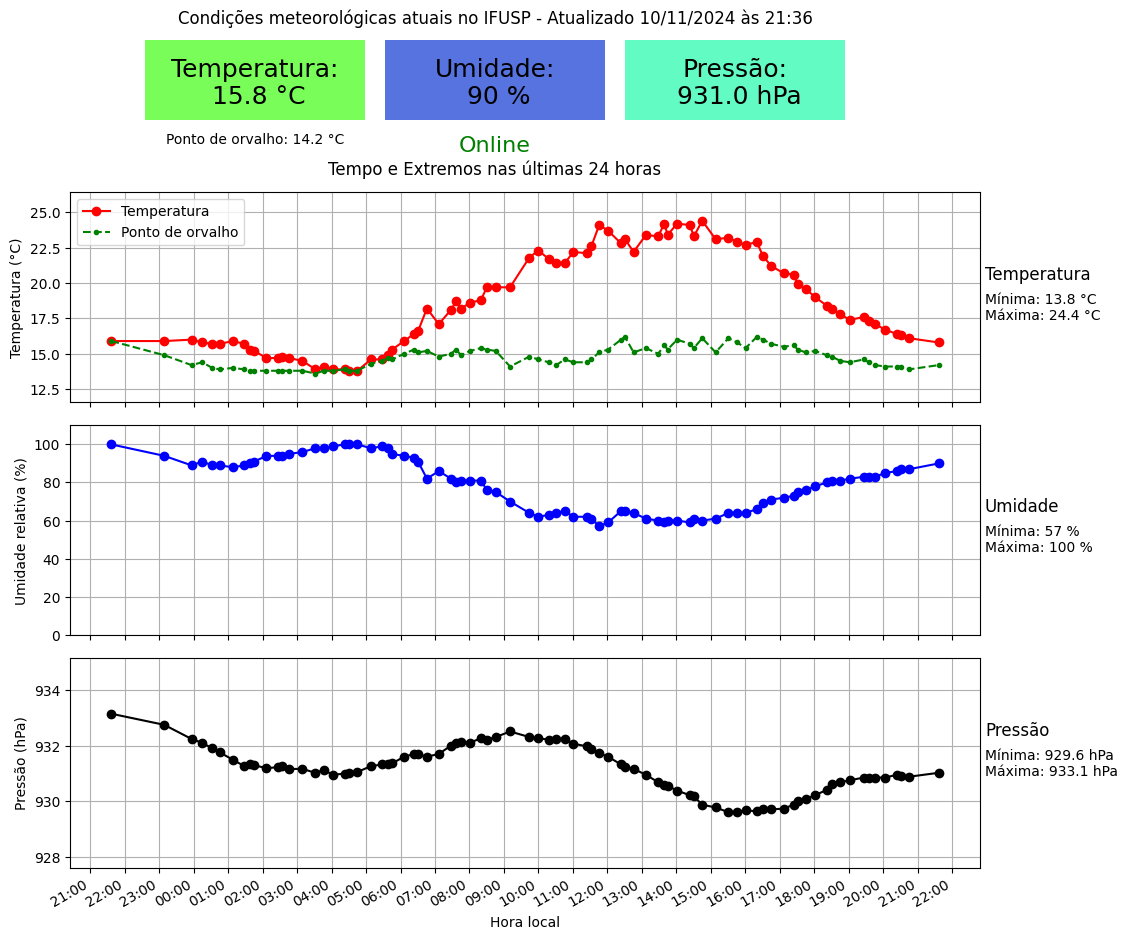 Condições meteorológicas atuais no IFUSP - Atualizado 10/11/2024 às 21:36
Temperatura:
15.8 °C
Umidade:
90 %
Pressão:
931.0 hPa
Ponto de orvalho: 14.2 °C
Online
Tempo e Extremos nas últimas 24 horas
Temperatura (°C)
25.0
22.5
20.0
17.5
15.0
12.5
Temperatura
Ponto de orvalho
Temperatura
Mínima: 13.8 °C
Máxima: 24.4 °C
Umidade relativa (%)
100
80
60
40
20
0
Umidade
Mínima: 57 %
Máxima: 100 %
Pressão (hPa)
934
932
930
928
Pressão
Mínima: 929.6 hPa
Máxima: 933.1 hPa
21:00 22:00 23:00 00:00 01:00 02:00 03:00 04:00 05:00 06:00 07:00 08:00 09:00 10:00 11:00 12:00 13:00 14:00 15:00 16:00 17:00 18:00 19:00 20:00 21:00 22:00
Hora local